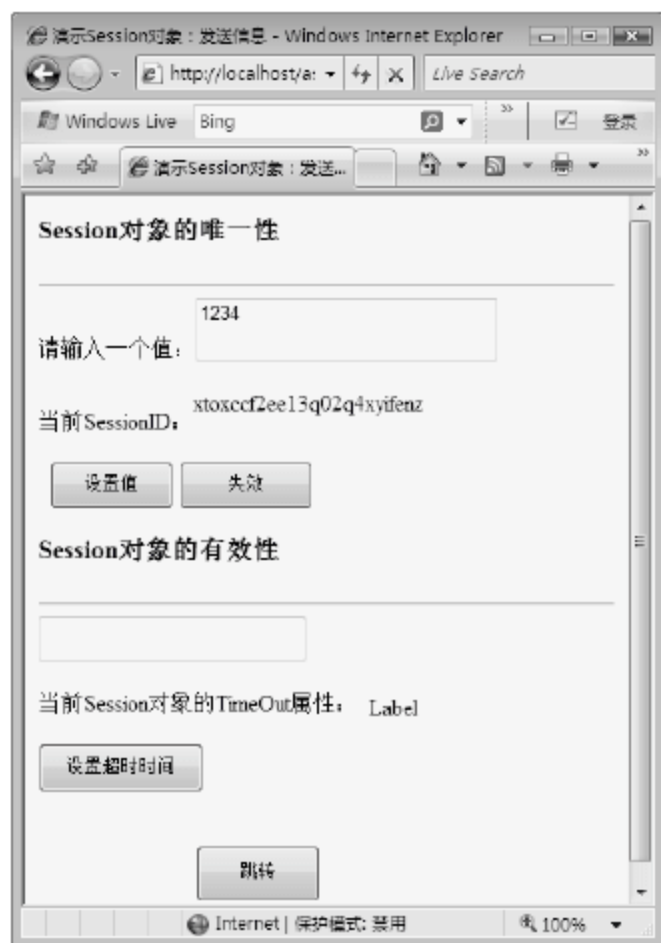 演示Session对象：发送信息 - Windows Internet Explorer
http://localhost/a:
Live Search
Windows Live
Bing
»
登录
演示Session对象：发送...
»
Session对象的唯一性
1234
请输入一个值：
xtoxccf2ee13q02q4xyifenz
当前SessionID：
设置值
失效
Session对象的有效性
当前Session对象的TimeOut属性：
Label
设置超时时间
跳转
Internet | 保护模式: 禁用
100%